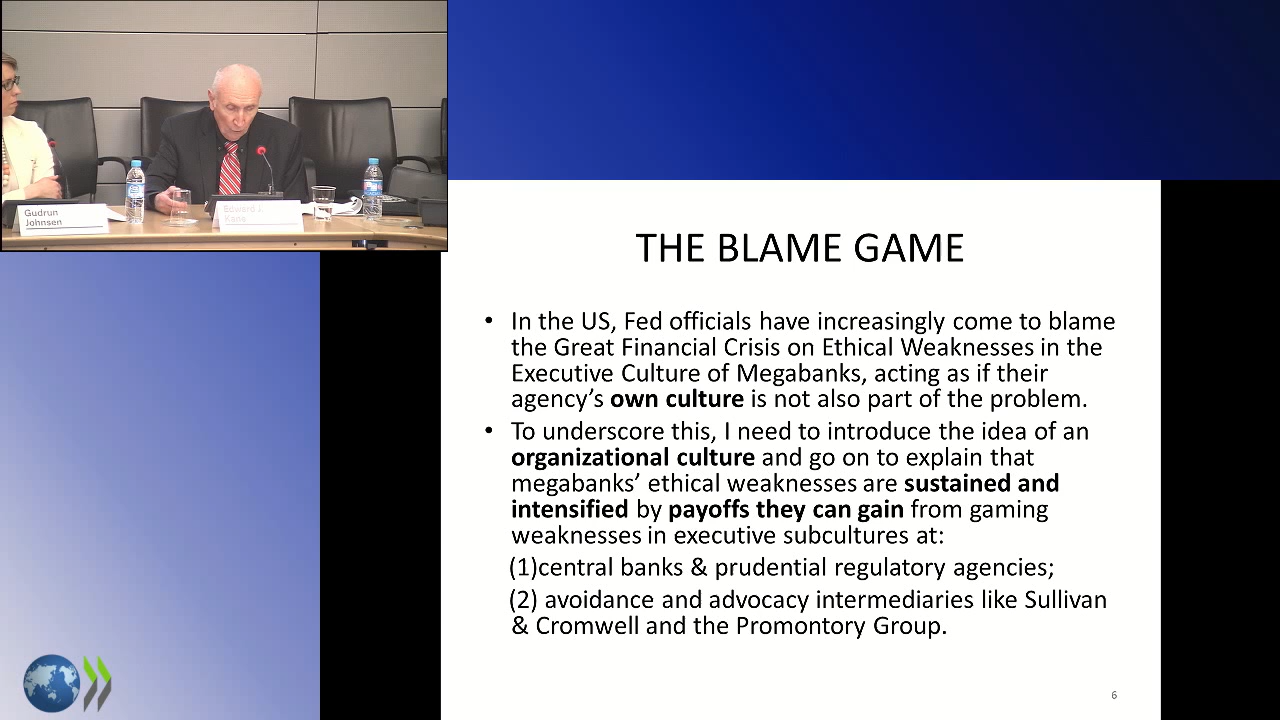 Gudrun
Johnsen
Edward J.
Kane
THE BLAME GAME
• In the US, Fed officials have increasingly come to blame
the Great Financial Crisis on Ethical Weaknesses in the
Executive Culture of Megabanks, acting as if their
agency’s own culture is not also part of the problem.
• To underscore this, I need to introduce the idea of an
organizational culture and go on to explain that
megabanks’ ethical weaknesses are sustained and
intensified by payoffs they can gain from gaming
weaknesses in executive subcultures at:
(1)central banks & prudential regulatory agencies;
(2) avoidance and advocacy intermediaries like Sullivan
& Cromwell and the Promontory Group.
6